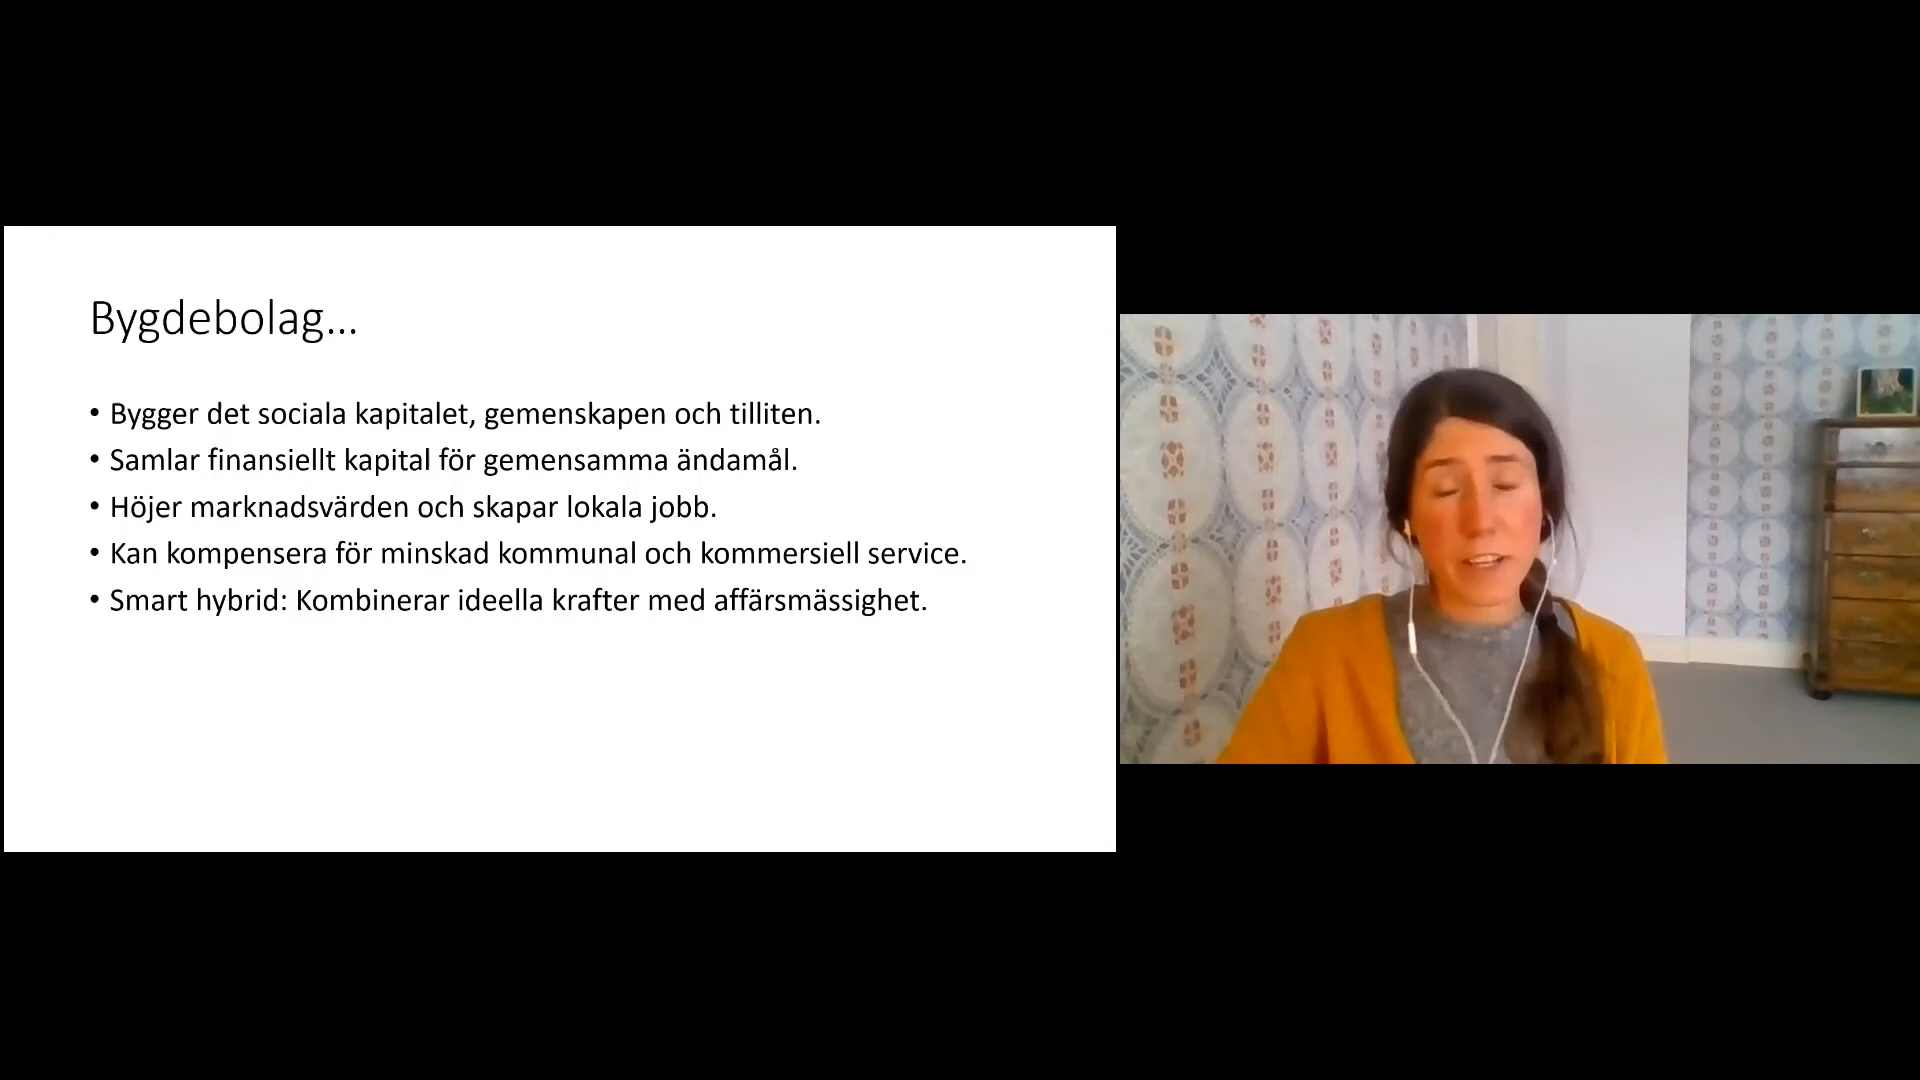 Bygdebolag...
• Bygger det sociala kapitalet, gemenskapen och tilliten.
• Samlar finansiellt kapital för gemensamma ändamål.
• Höjer marknadsvärden och skapar lokala jobb.
• Kan kompensera för minskad kommunal och kommersiell service.
• Smart hybrid: Kombinerar ideella krafter med affärsmässighet.